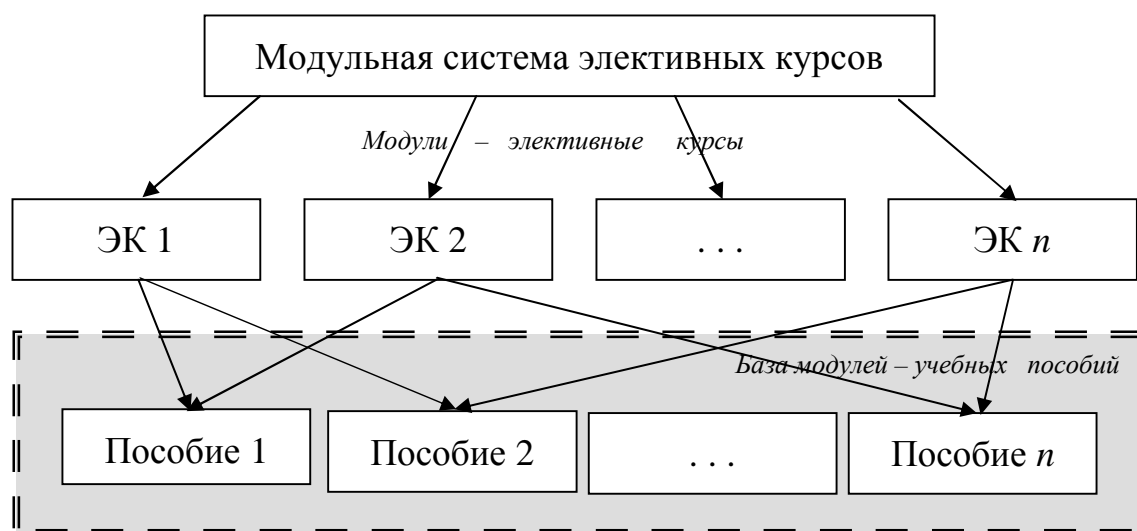 Модульная система элективных курсов
Модули – элективные курсы
ЭК 1
ЭК 2
. . .
ЭК n
База модулей – учебных пособий
Пособие 1
Пособие 2
. . .
Пособие n